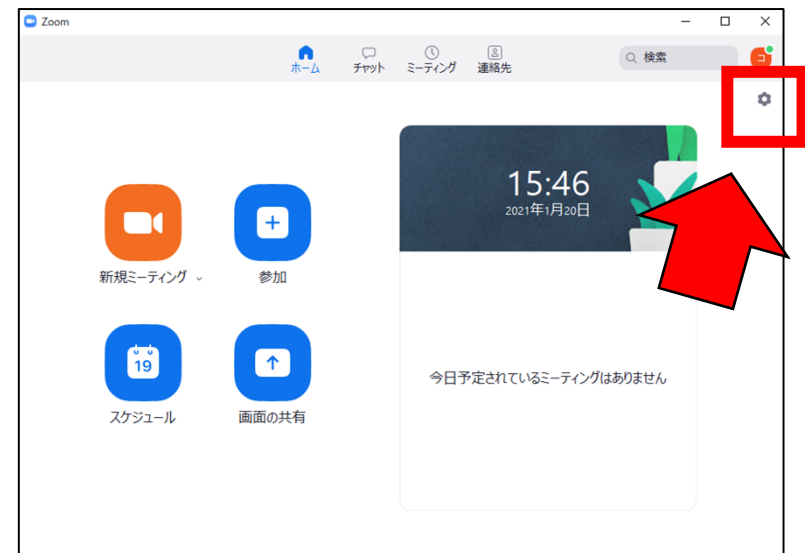 Zoom
ホーム
チャット
ミーティング
連絡先
検索
コ
15:46
2021年1月20日
新規ミーティング
参加
19
スケジュール
画面の共有
今日予定されているミーティングはありません